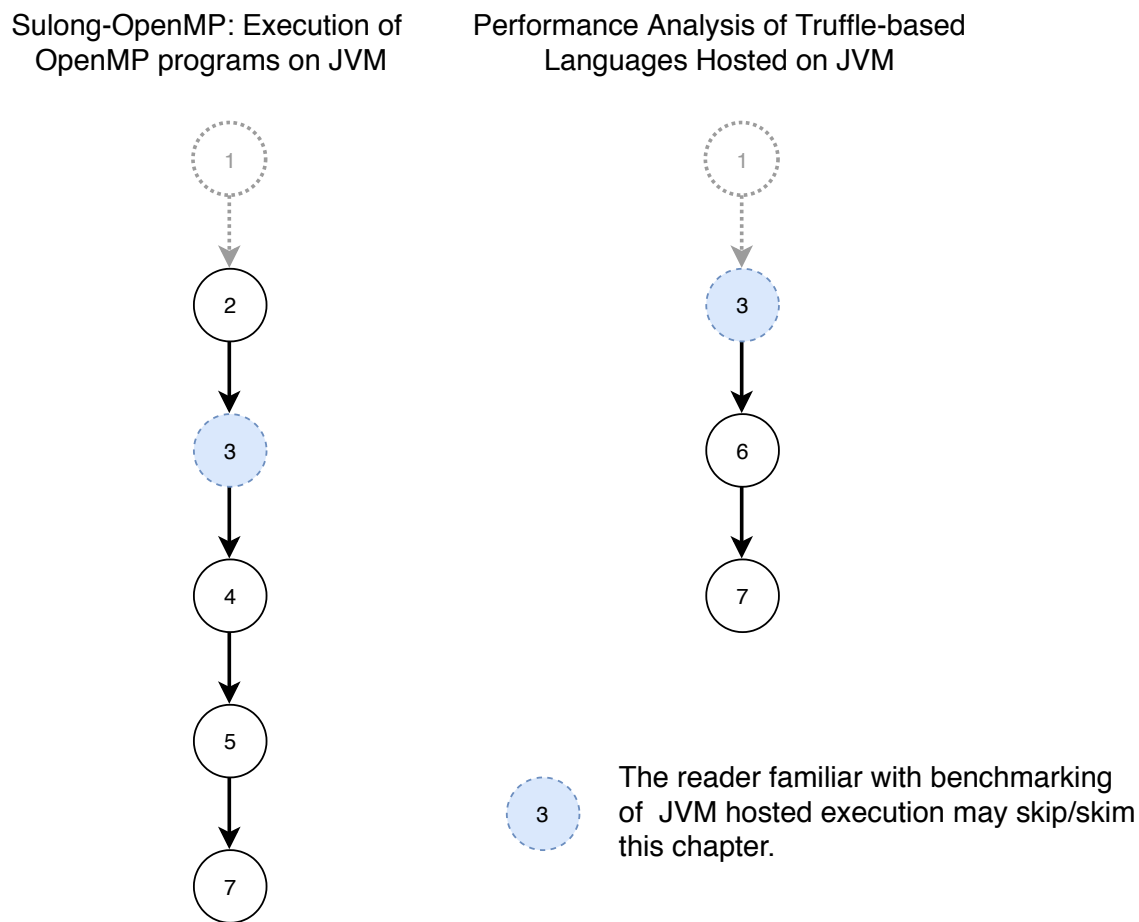 Sulong-OpenMP: Execution of
OpenMP programs on JVM
1
2
3
4
5
7
Performance Analysis of Truffle-based
Languages Hosted on JVM
1
3
6
7
3
The reader familiar with benchmarking
of JVM hosted execution may skip/skim
this chapter.